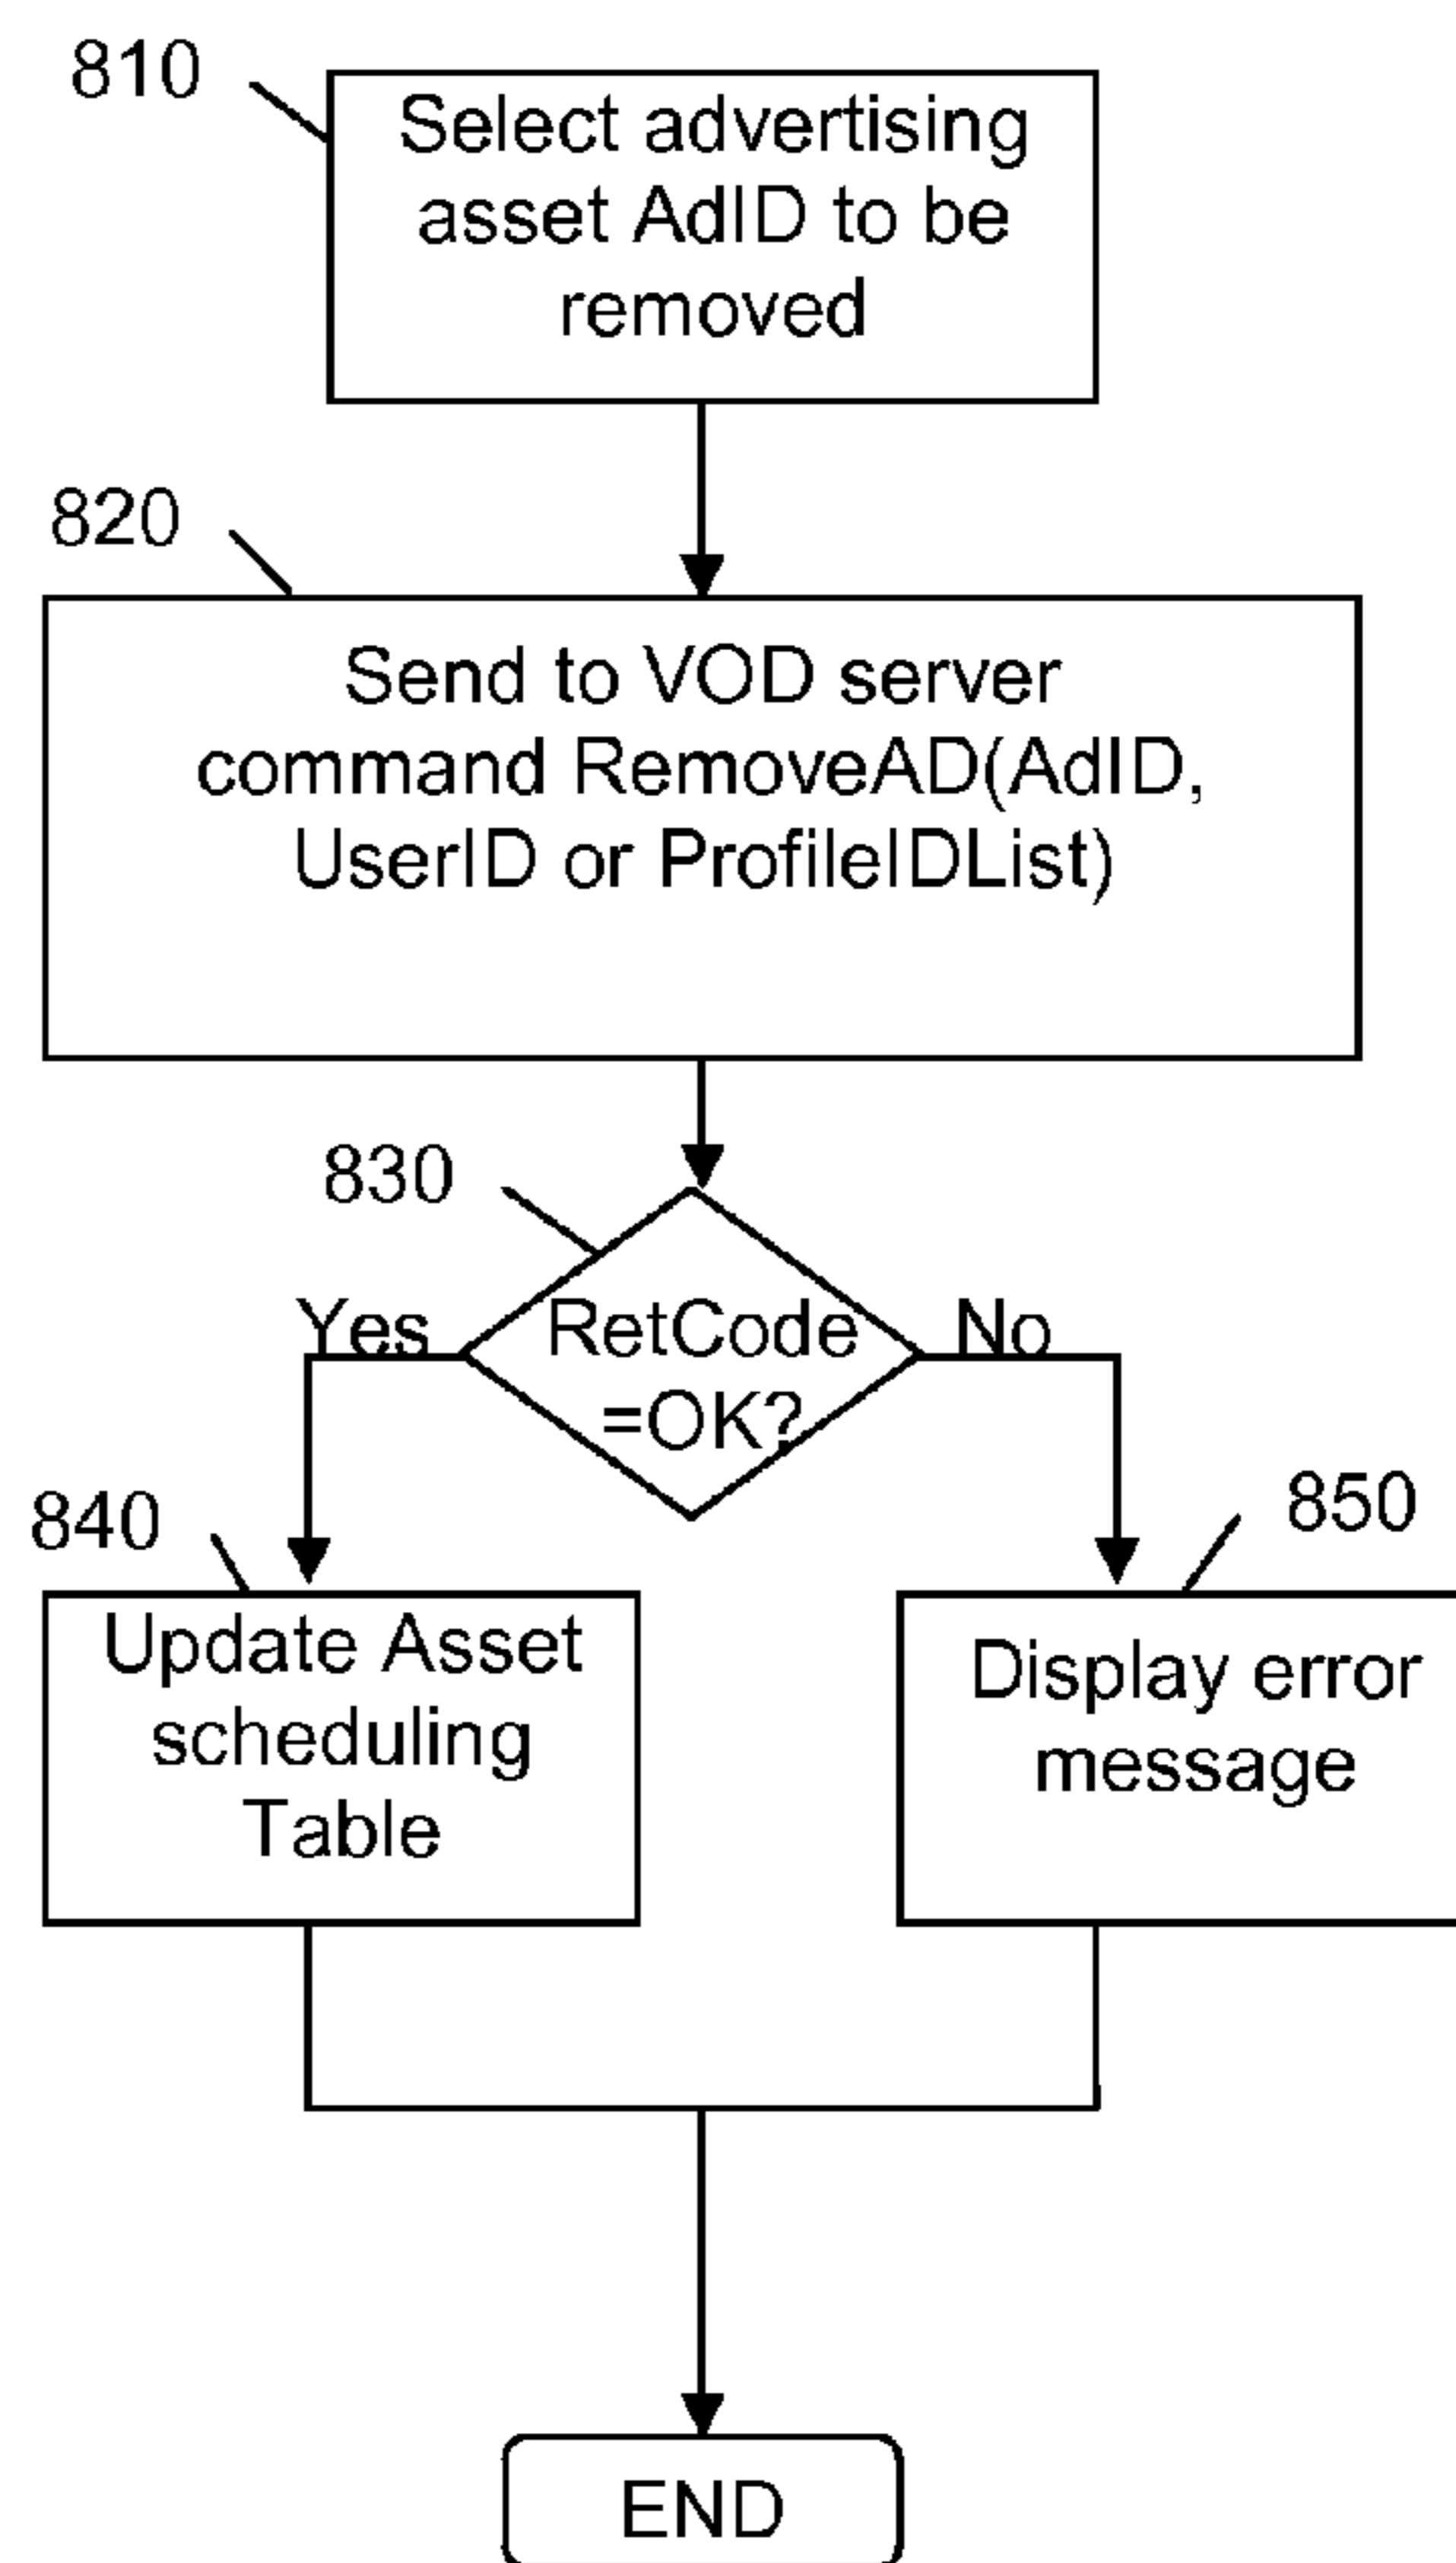 810
Select advertising
asset AdID to be
removed
820
Send to VOD server
command RemoveAD(AdID,
UserID or ProfileIDList)
830
Yes
RetCode
=OK?
No
840
Update Asset
scheduling
Table
850
Display error
message
END